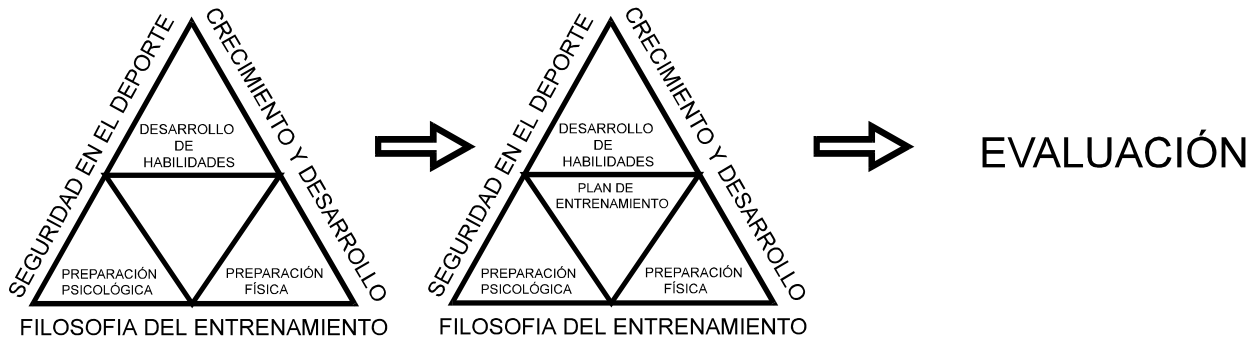 SEGURIDAD EN EL DEPORTE
CRECIMIENTO Y DESARROLLO
DESARROLLO
DE
HABILIDADES
PREPARACIÓN
PSICOLÓGICA
PREPARACIÓN
FÍSICA
FILOSOFIA DEL ENTRENAMIENTO
SEGURIDAD EN EL DEPORTE
CRECIMIENTO Y DESARROLLO
DESARROLLO
DE
HABILIDADES
PLAN DE
ENTRENAMIENTO
PREPARACIÓN
PSICOLÓGICA
PREPARACIÓN
FÍSICA
FILOSOFIA DEL ENTRENAMIENTO
EVALUACIÓN